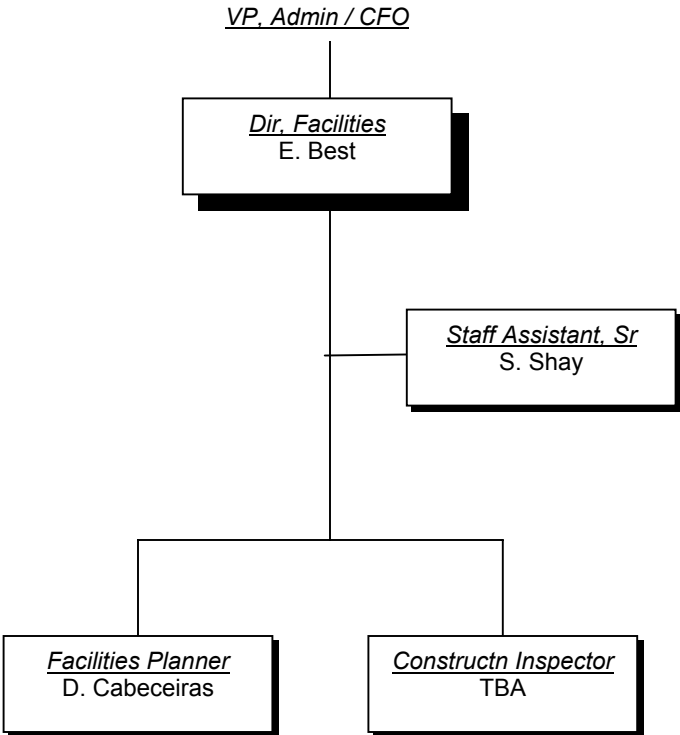 VP, Admin / CFO
Dir, Facilities
E. Best
Staff Assistant, Sr
S. Shay
Facilities Planner
D. Cabeceiras
Constructn Inspector
TBA